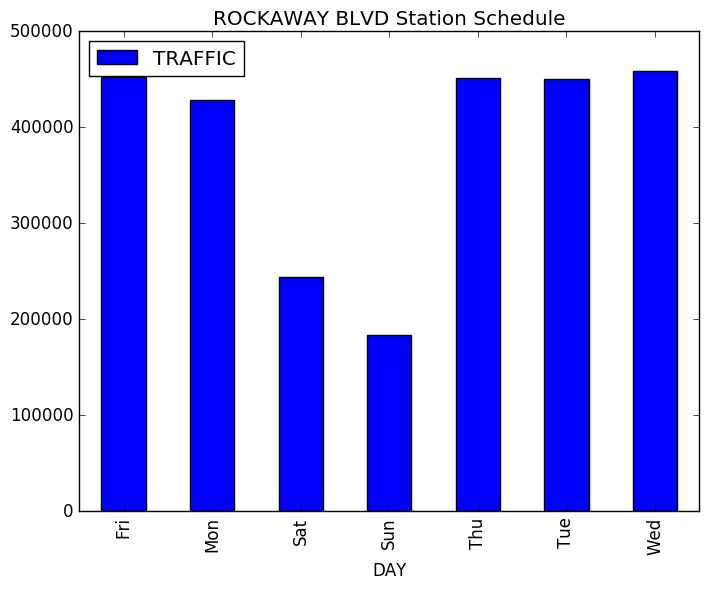 ROCKAWAY BLVD Station Schedule
500000
400000
300000
200000
100000
0
TRAFFIC
Fri
Mon
Sat
Sun
Thu
Tue
Wed
DAY